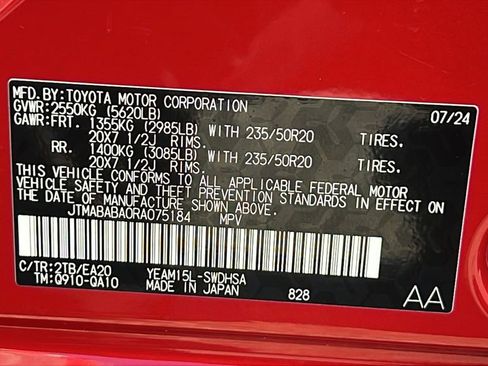 MFD.BY:TOYOTA MOTOR CORPORATION 07/24
GVWR:2550KG (5620LB)
GAWR:FRT. 1355KG (2985LB) WITH 235/50R20 TIRES.
20X7 1/2J RIMS.
RR. 1400KG (3085LB) WITH 235/50R20 TIRES.
20X7 1/2J RIMS.
THIS VEHICLE CONFORMS TO ALL APPLICABLE FEDERAL MOTOR
VEHICLE SAFETY AND THEFT PREVENTION STANDARDS IN EFFECT ON
THE DATE OF MANUFACTURE SHOWN ABOVE.
JTMABABA0RA075184 MPV
C/TR:2TB/EA20 YEAM15L-SWDHSA
TM:Q910-QA10 MADE IN JAPAN 828 AA